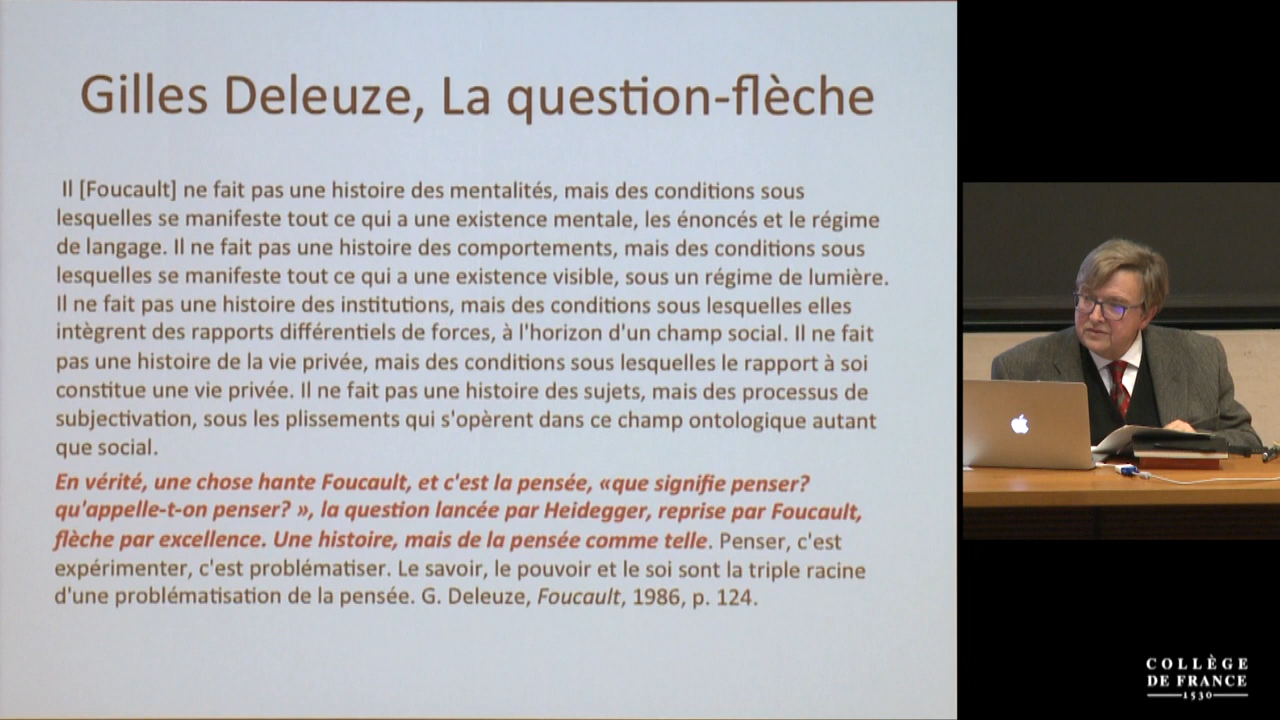 Gilles Deleuze, La question-flèche
Il [Foucault] ne fait pas une histoire des mentalités, mais des conditions sous
lesquelles se manifeste tout ce qui a une existence mentale, les énoncés et le régime
de langage. Il ne fait pas une histoire des comportements, mais des conditions sous
lesquelles se manifeste tout ce qui a une existence visible, sous un régime de lumière.
Il ne fait pas une histoire des institutions, mais des conditions sous lesquelles elles
intègrent des rapports différentiels de forces, à l'horizon d'un champ social. Il ne fait
pas une histoire de la vie privée, mais des conditions sous lesquelles le rapport à soi
constitue une vie privée. Il ne fait pas une histoire des sujets, mais des processus de
subjectivation, sous les plissements qui s'opèrent dans ce champ ontologique autant
que social.
En vérité, une chose hante Foucault, et c'est la pensée, «que signifie penser?
qu'appelle-t-on penser? », la question lancée par Heidegger, reprise par Foucault,
flèche par excellence. Une histoire, mais de la pensée comme telle. Penser, c'est
expérimenter, c'est problématiser. Le savoir, le pouvoir et le soi sont la triple racine
d'une problématisation de la pensée. G. Deleuze, Foucault, 1986, p. 124.
COLLÈGE
DE FRANCE
1530